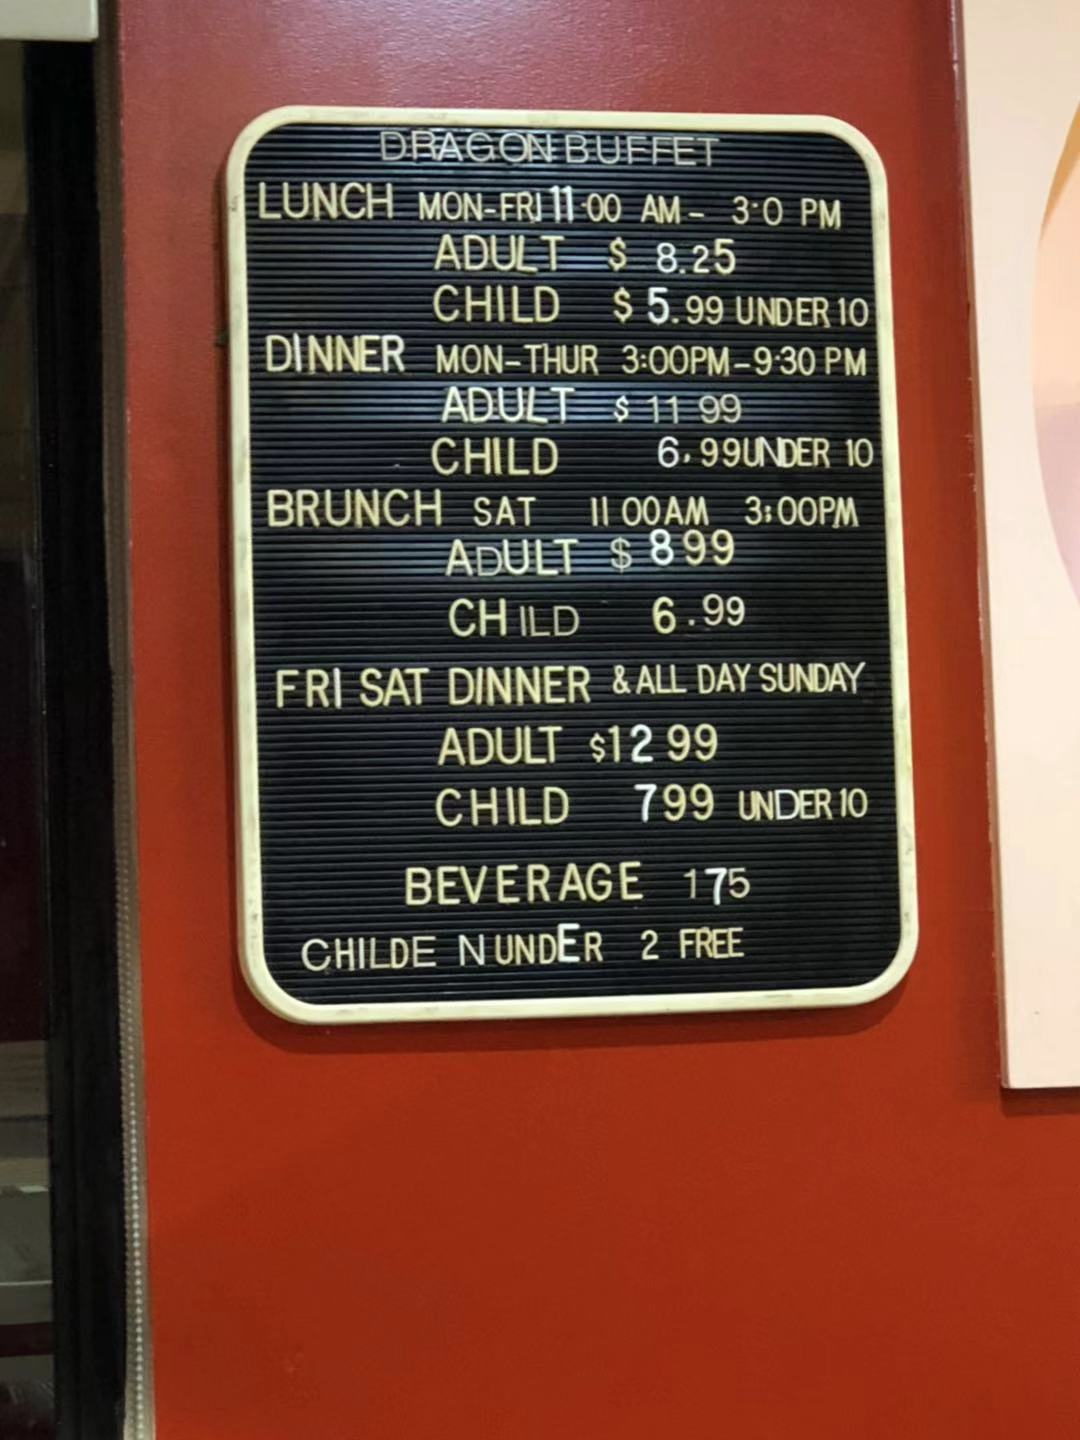 DRAGON BUFFET
LUNCH MON-FRI 11:00 AM - 3:0 PM
ADULT $ 8.25
CHILD $ 5.99 UNDER 10
DINNER MON-THUR 3:00PM-9:30 PM
ADULT $ 11 99
CHILD 6.99UNDER 10
BRUNCH SAT 11 00AM 3:00PM
ADULT $ 899
CHILD 6.99
FRI SAT DINNER & ALL DAY SUNDAY
ADULT $12 99
CHILD 799 UNDER 10
BEVERAGE 175
CHILDE N UNDER 2 FREE